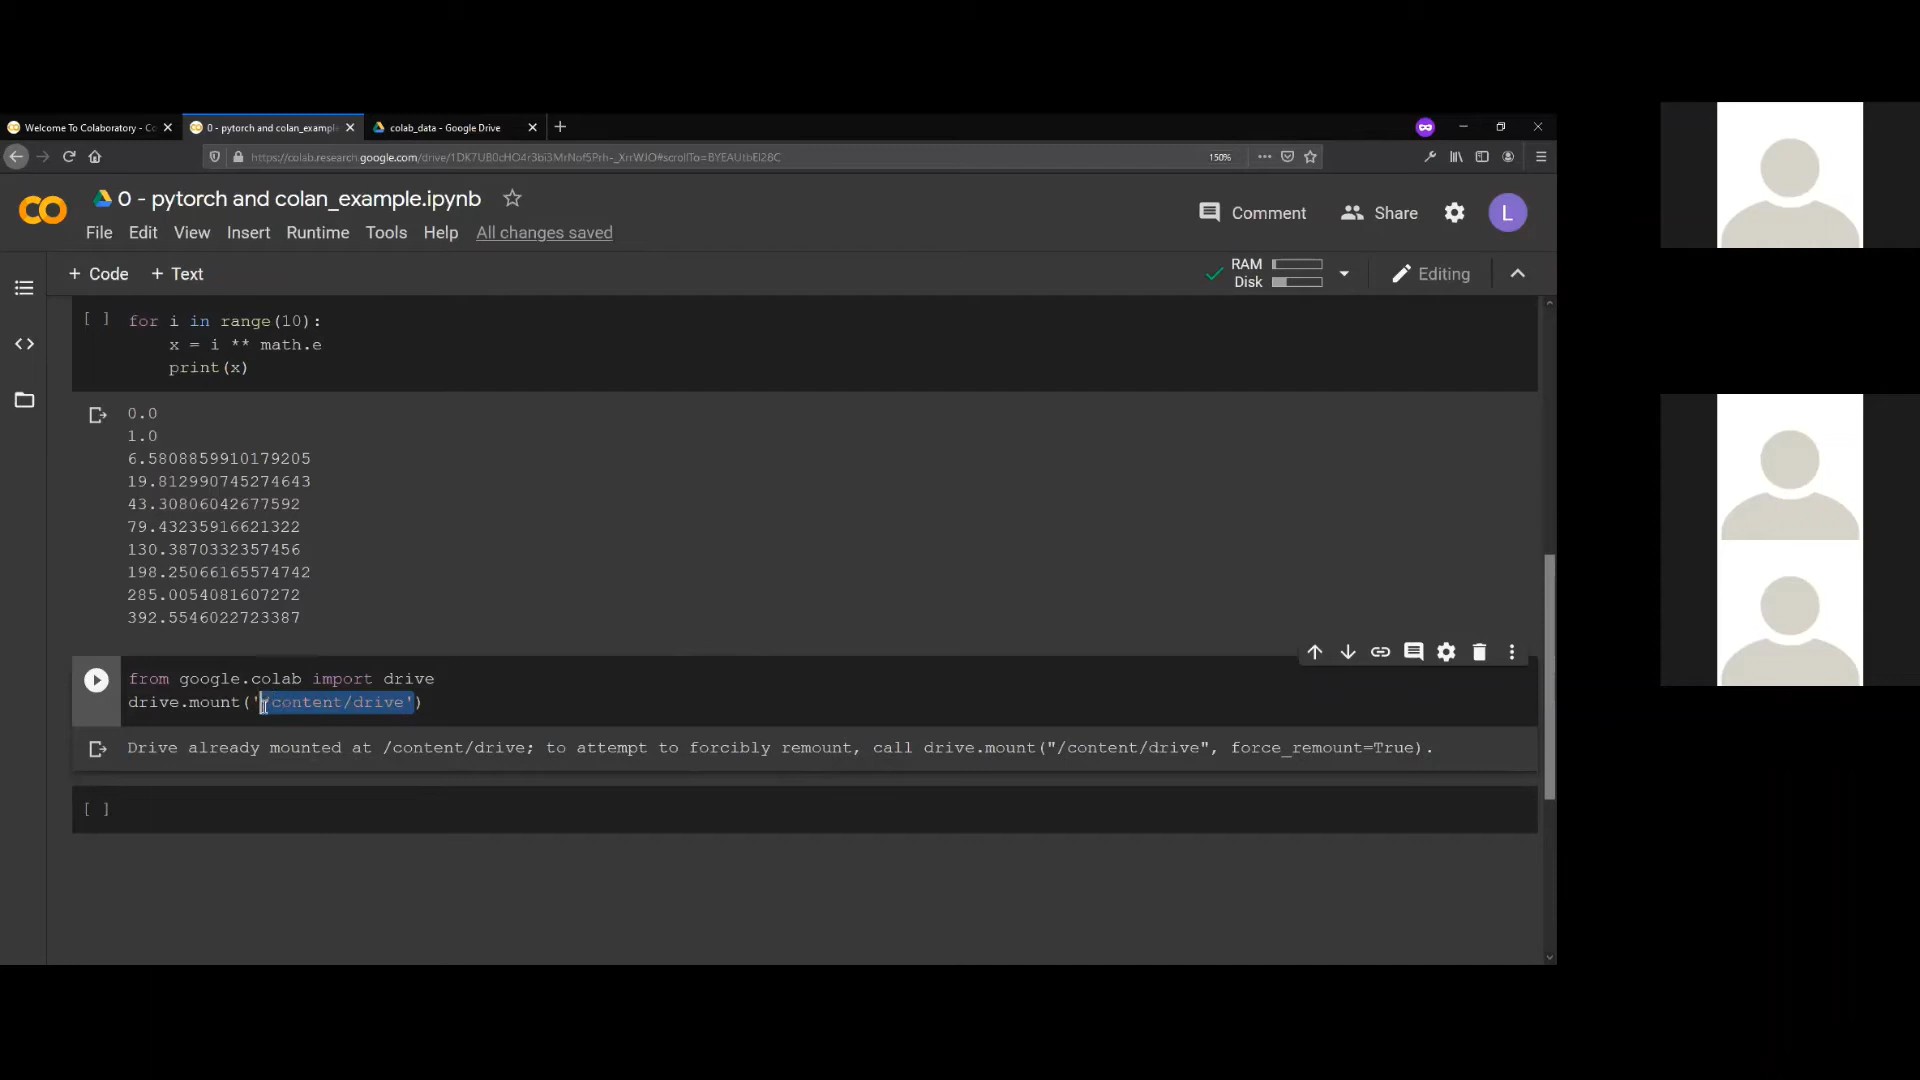 Welcome To Colaboratory - Co
0 - pytorch and colan_example
colab_data - Google Drive
150%
CO
0 - pytorch and colan_example.ipynb
Comment
Share
L
File Edit View Insert Runtime Tools Help All changes saved
+ Code + Text
RAM
Disk
Editing
[ ] for i in range(10):
x = i ** math.e
print(x)
0.0
1.0
6.5808859910179205
19.812990745274643
43.30806042677592
79.43235916621322
130.3870332357456
198.25066165574742
285.0054081607272
392.5546022723387
from google.colab import drive
drive.mount('/content/drive')
Drive already mounted at /content/drive; to attempt to forcibly remount, call drive.mount("/content/drive", force_remount=True).
[ ]